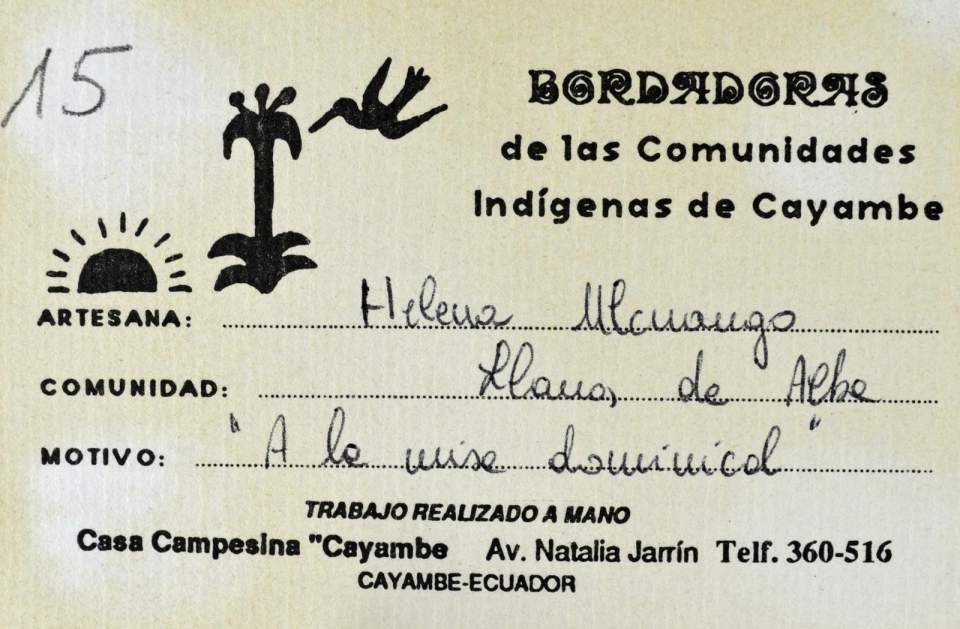 15
BORDADORAS
de las Comunidades
Indígenas de Cayambe
ARTESANA: Helena Ulcuango
COMUNIDAD: Llanos de Alba
MOTIVO: "A la misa dominical"
TRABAJO REALIZADO A MANO
Casa Campesina "Cayambe Av. Natalia Jarrín Telf. 360-516
CAYAMBE-ECUADOR